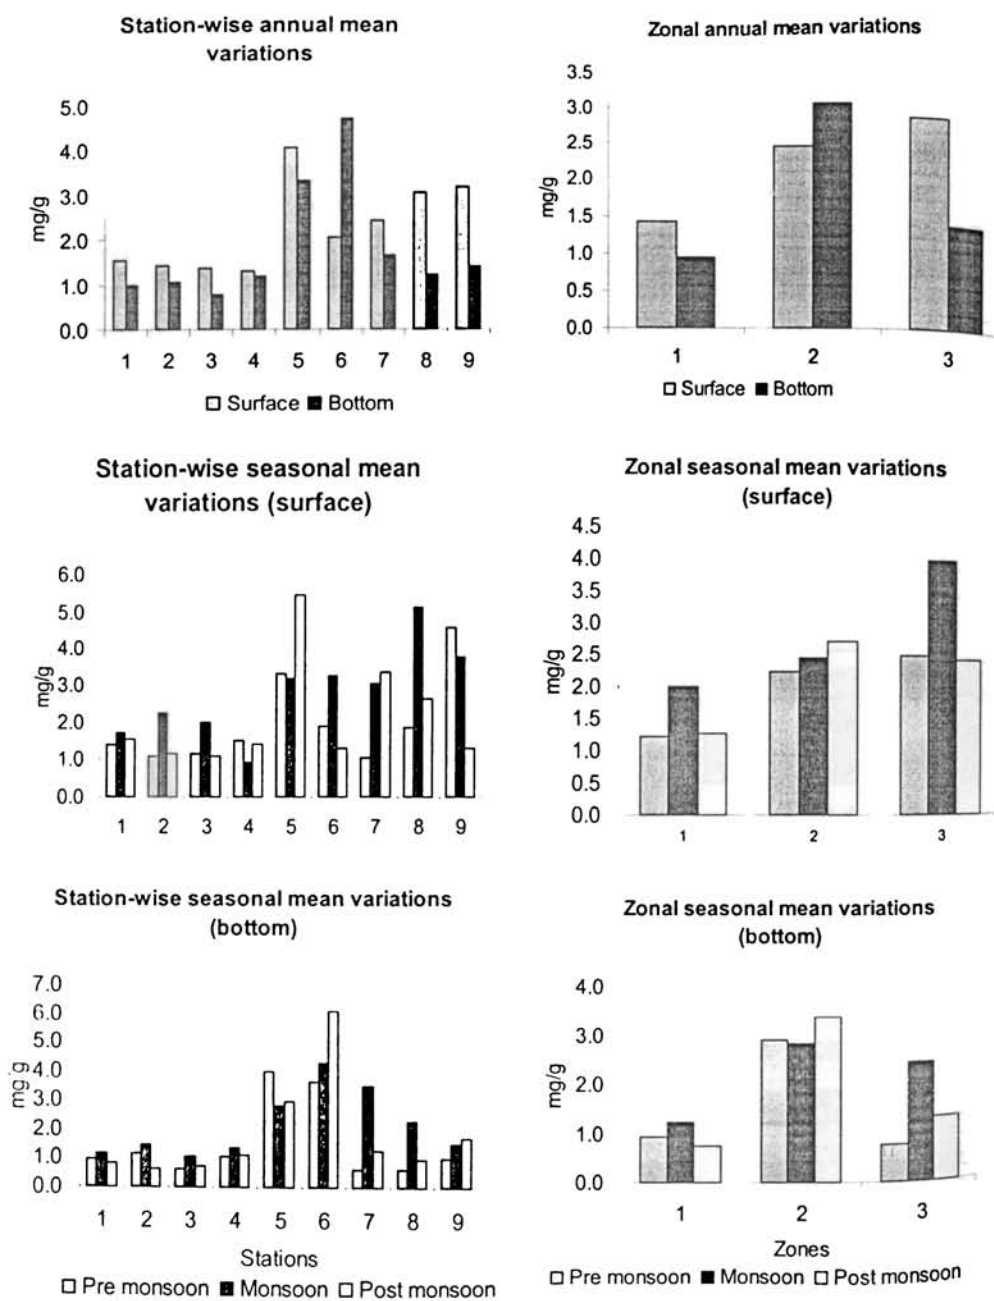 Station-wise annual mean
variations
mg/g
5.0
4.0
3.0
2.0
1.0
0.0
1 2 3 4 5 6 7 8 9
Surface Bottom
Zonal annual mean variations
mg/g
3.5
3.0
2.5
2.0
1.5
1.0
0.5
0.0
1 2 3
Surface Bottom
Station-wise seasonal mean
variations (surface)
mg/g
6.0
5.0
4.0
3.0
2.0
1.0
0.0
1 2 3 4 5 6 7 8 9
Zonal seasonal mean variations
(surface)
mg/g
4.5
4.0
3.5
3.0
2.5
2.0
1.5
1.0
0.5
0.0
1 2 3
Station-wise seasonal mean variations
(bottom)
mg/g
7.0
6.0
5.0
4.0
3.0
2.0
1.0
0.0
1 2 3 4 5 6 7 8 9
Stations
Pre monsoon Monsoon Post monsoon
Zonal seasonal mean variations
(bottom)
mg/g
4.0
3.0
2.0
1.0
0.0
1 2 3
Zones
Pre monsoon Monsoon Post monsoon